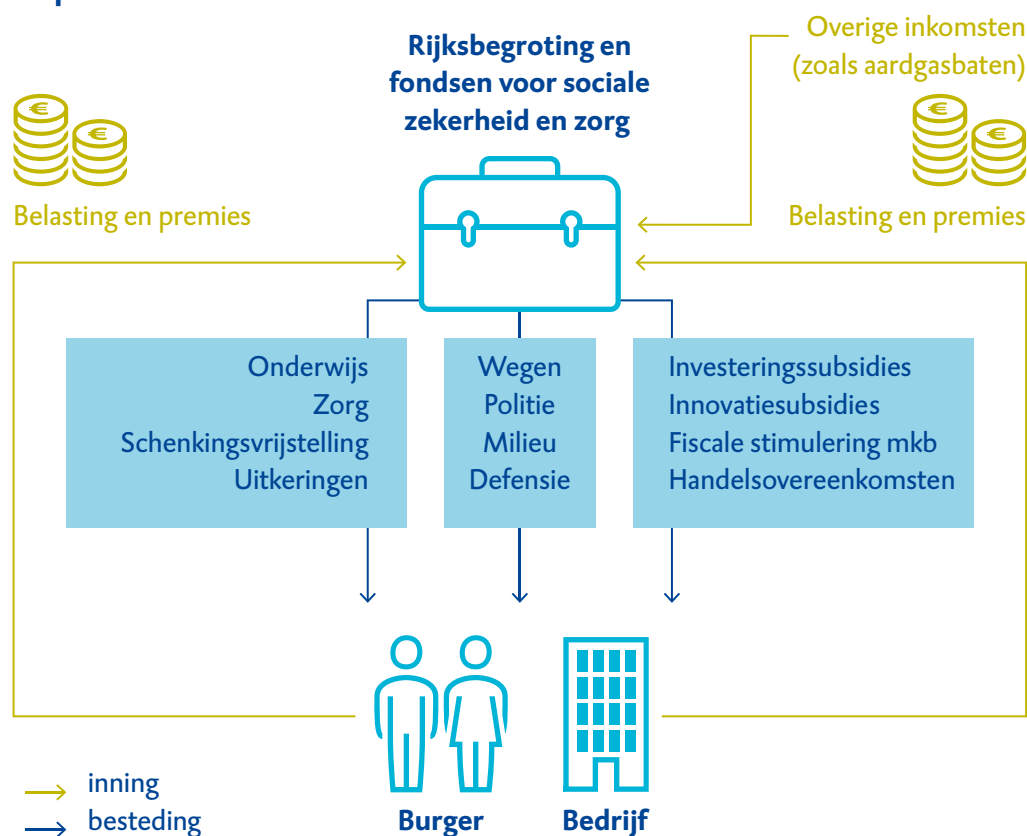 Rijksbegroting en
fondsen voor sociale
zekerheid en zorg
Overige inkomsten
(zoals aardgasbaten)
€ €
Belasting en premies
€ €
Belasting en premies
Onderwijs
Zorg
Schenkingsvrijstelling
Uitkeringen
Wegen
Politie
Milieu
Defensie
Investeringssubsidies
Innovatiesubsidies
Fiscale stimulering mkb
Handelsovereenkomsten
inning
besteding
Burger
Bedrijf